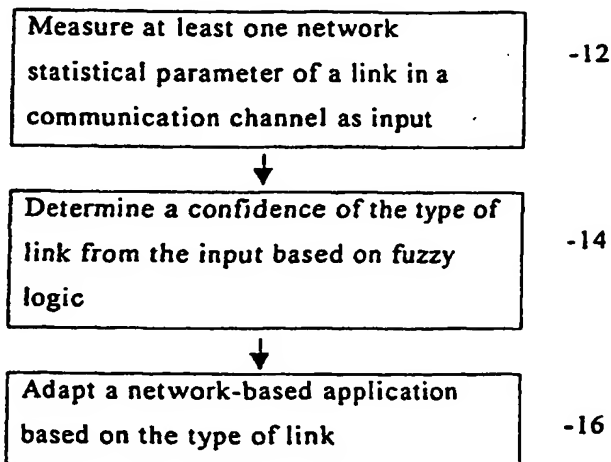 Measure at least one network
statistical parameter of a link in a
communication channel as input
-12
Determine a confidence of the type of
link from the input based on fuzzy
logic
-14
Adapt a network-based application
based on the type of link
-16